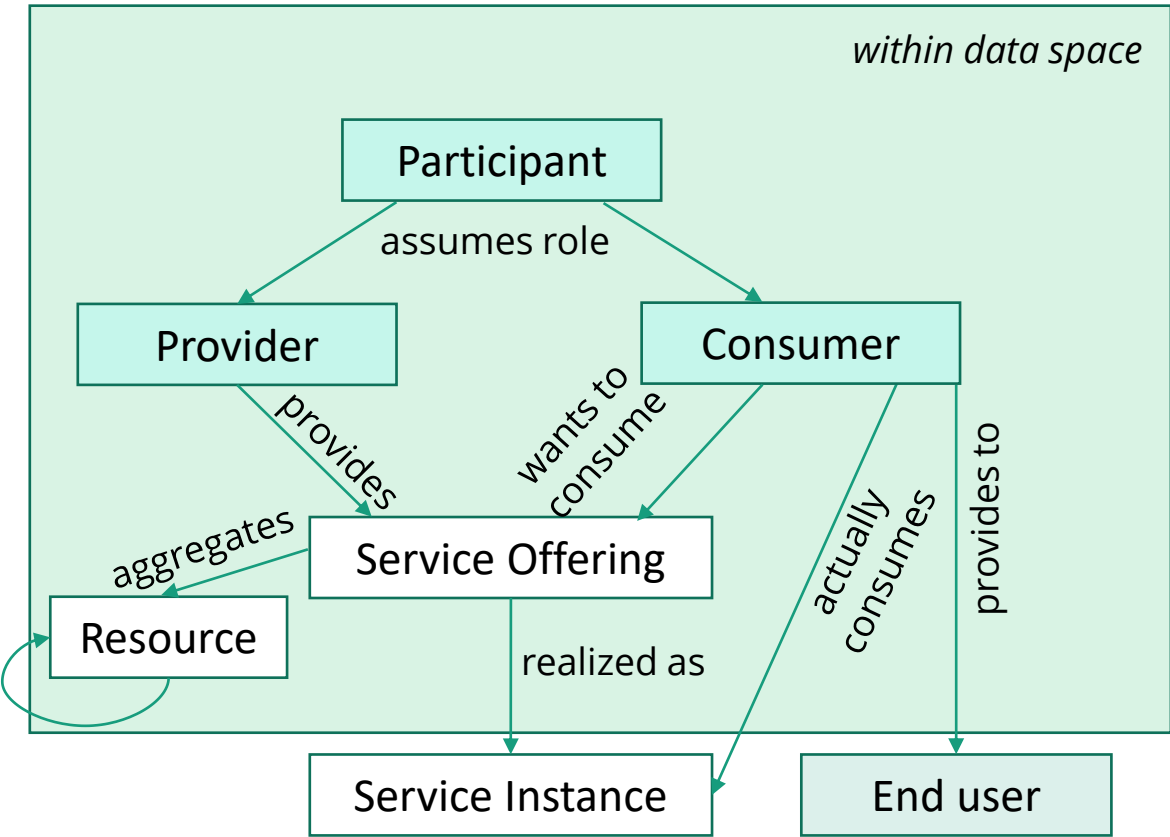 within data space
Participant
assumes role
Provider
Consumer
provides
wants to
consume
actually
consumes
provides to
aggregates
Service Offering
Resource
realized as
Service Instance
End user